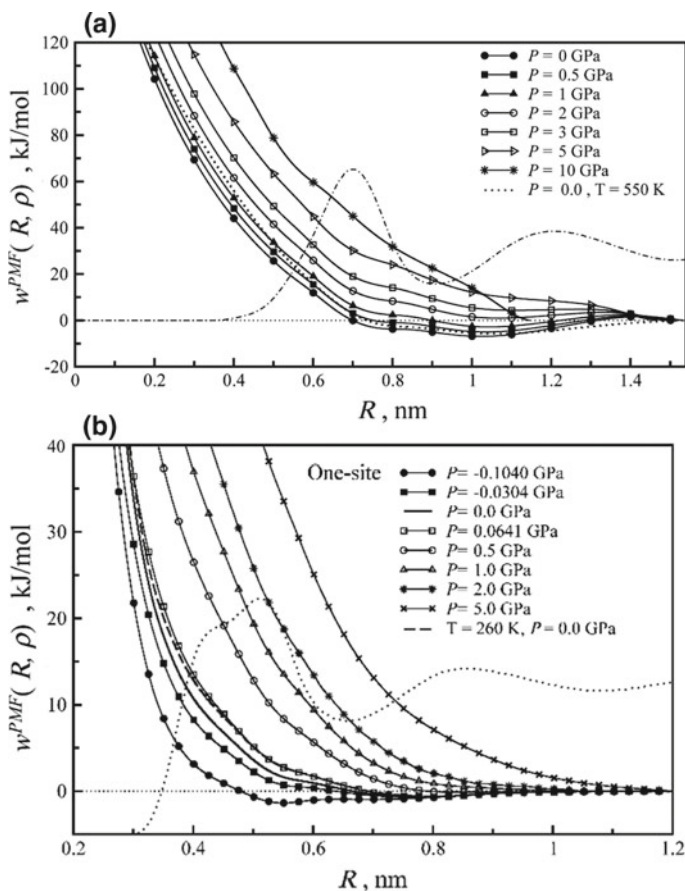 (a)
120
100
80
60
40
20
0
-20
w^PMF( R, ρ) , kJ/mol
P = 0 GPa
P = 0.5 GPa
P = 1 GPa
P = 2 GPa
P = 3 GPa
P = 5 GPa
P = 10 GPa
P = 0.0 , T = 550 K
0 0.2 0.4 0.6 0.8 1.0 1.2 1.4
R , nm
(b)
40
30
20
10
0
w^PMF( R, ρ) , kJ/mol
One-site
P= -0.1040 GPa
P= -0.0304 GPa
P= 0.0 GPa
P= 0.0641 GPa
P= 0.5 GPa
P= 1.0 GPa
P= 2.0 GPa
P= 5.0 GPa
T = 260 K, P= 0.0 GPa
0.2 0.4 0.6 0.8 1.0 1.2
R , nm